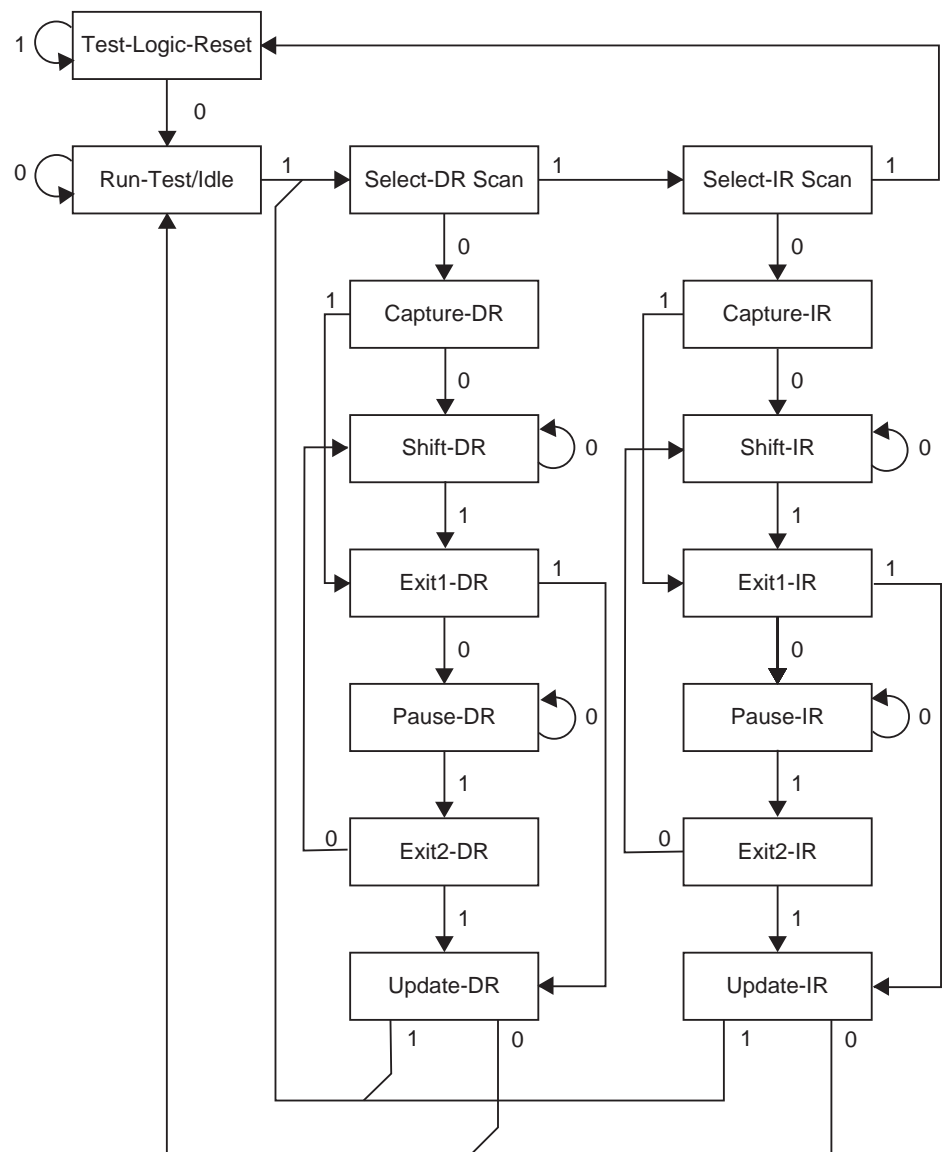 1
Test-Logic-Reset
0
0
Run-Test/Idle
1
Select-DR Scan
1
Select-IR Scan
1
0
0
1
Capture-DR
1
Capture-IR
0
0
Shift-DR
0
Shift-IR
0
1
1
Exit1-DR
1
Exit1-IR
1
0
0
Pause-DR
0
Pause-IR
0
1
1
0
Exit2-DR
0
Exit2-IR
1
1
Update-DR
Update-IR
1
0
1
0